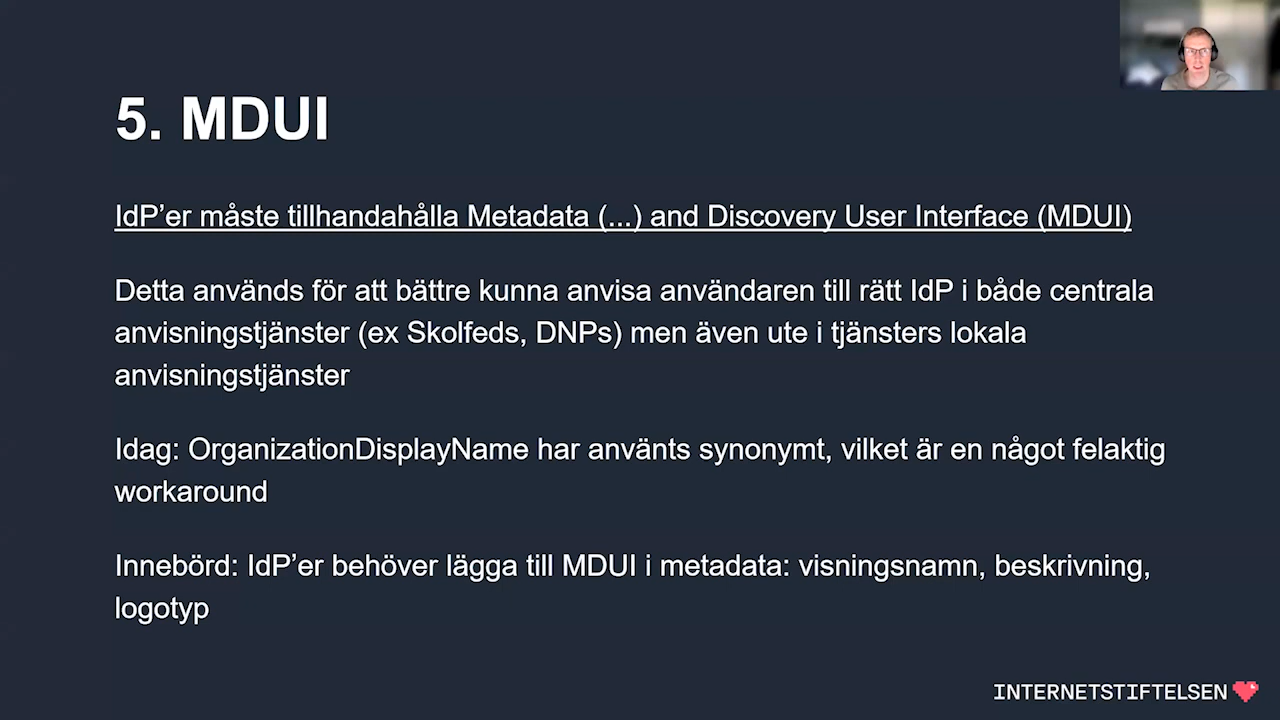 5. MDUI
IdP’er måste tillhandahålla Metadata (...) and Discovery User Interface (MDUI)
Detta används för att bättre kunna anvisa användaren till rätt IdP i både centrala
anvisningstjänster (ex Skolfeds, DNPs) men även ute i tjänsters lokala
anvisningstjänster
Idag: OrganizationDisplayName har använts synonymt, vilket är en något felaktig
workaround
Innebörd: IdP’er behöver lägga till MDUI i metadata: visningsnamn, beskrivning,
logotyp
INTERNETSTIFTELSEN